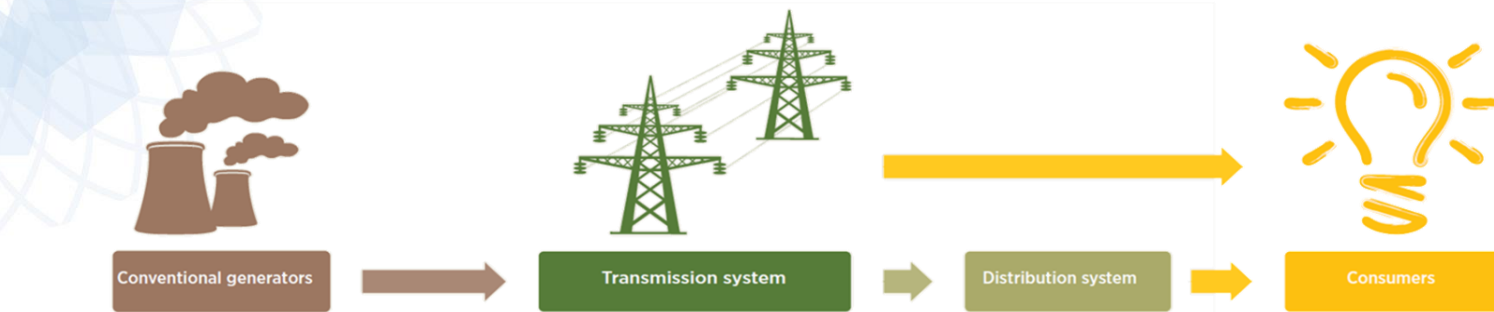 Conventional generators
Transmission system
Distribution system
Consumers